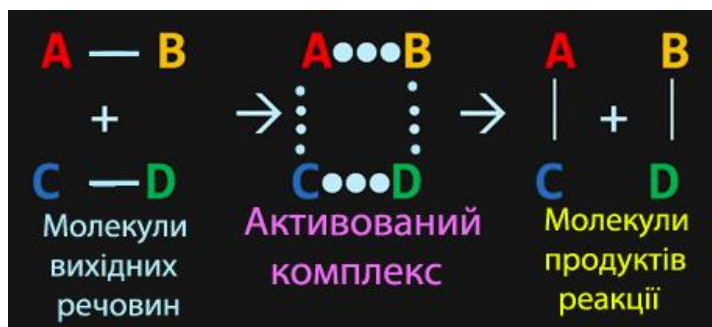 A — B A•••B A B
+ → → +
C — D C•••D C D
Молекули
вихідних
речовин
Активований
комплекс
Молекули
продуктів
реакції